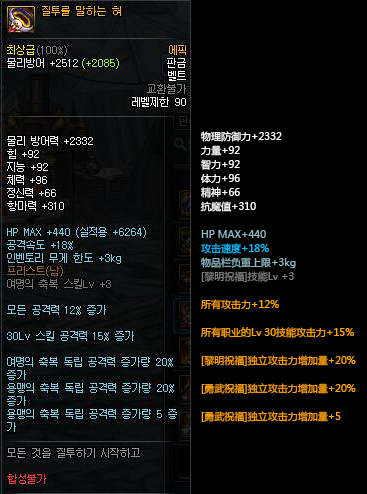 질투를 말하는 혀
최상급(100%) 에픽
물리방어 +2512 (+2085) 판금
벨트
교환불가
레벨제한 90
물리 방어력 +2332
힘 +92
지능 +92
체력 +96
정신력 +66
항마력 +310
HP MAX +440 (실적용 +6264)
공격속도 +18%
인벤토리 무게 한도 +3kg
프리스트(남)
여명의 축복 스킬Lv +3
모든 공격력 12% 증가
30Lv 스킬 공격력 15% 증가
여명의 축복 독립 공격력 증가량 20%
증가
용맹의 축복 독립 공격력 증가량 20%
증가
용맹의 축복 독립 공격력 증가량 5 증
가
모든 것을 질투하기 시작하고
합성불가
物理防御力+2332
力量+92
智力+92
体力+96
精神+66
抗魔值+310
HP MAX+440
攻击速度+18%
物品栏负重上限+3kg
[黎明祝福]技能Lv +3
所有攻击力+12%
所有职业的Lv 30技能攻击力+15%
[黎明祝福]独立攻击力增加量+20%
[勇武祝福]独立攻击力增加量+20%
[勇武祝福]独立攻击力增加量+5